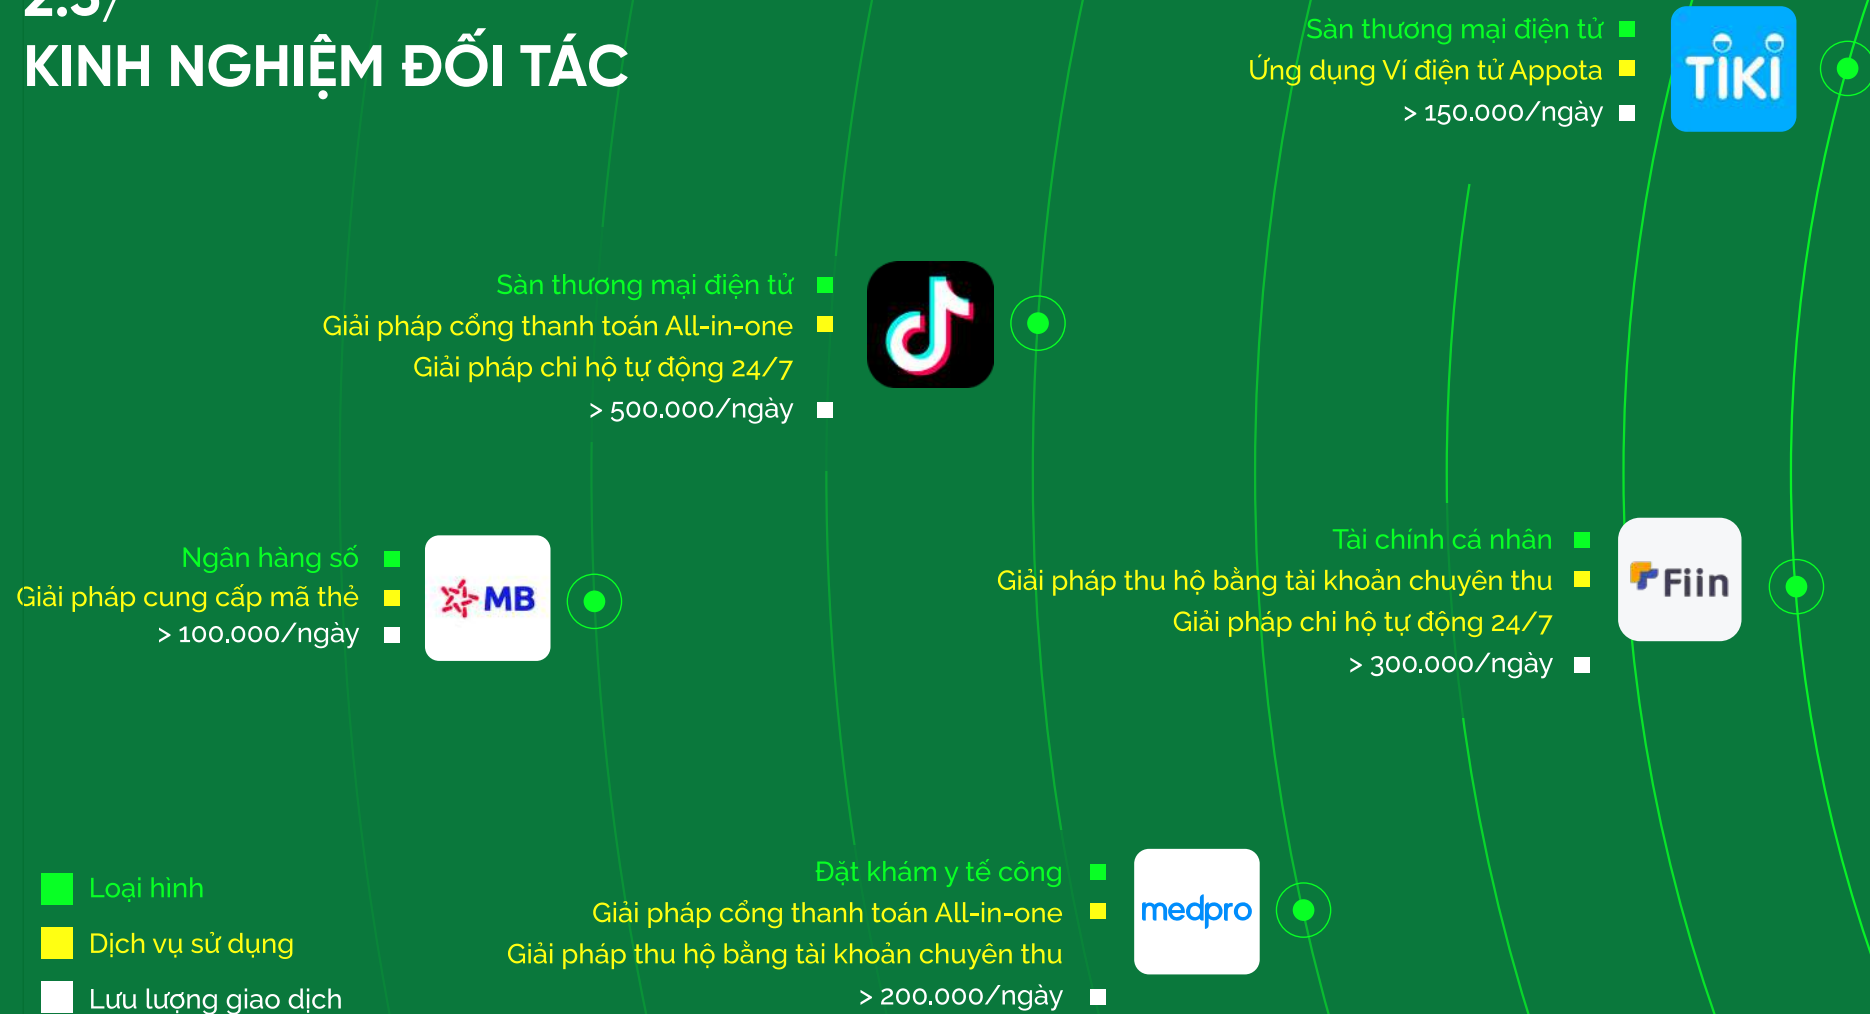 2.3/
KINH NGHIỆM ĐỐI TÁC
Sàn thương mại điện tử
Ứng dụng Ví điện tử Appota
> 150.000/ngày
TIKI
Sàn thương mại điện tử
Giải pháp cổng thanh toán All-in-one
Giải pháp chi hộ tự động 24/7
> 500.000/ngày
Ngân hàng số
Giải pháp cung cấp mã thẻ
> 100.000/ngày
MB
Tài chính cá nhân
Giải pháp thu hộ bằng tài khoản chuyên thu
Giải pháp chi hộ tự động 24/7
> 300.000/ngày
Fiin
Đặt khám y tế công
Giải pháp cổng thanh toán All-in-one
Giải pháp thu hộ bằng tài khoản chuyên thu
> 200.000/ngày
medpro
Loại hình
Dịch vụ sử dụng
Lưu lượng giao dịch